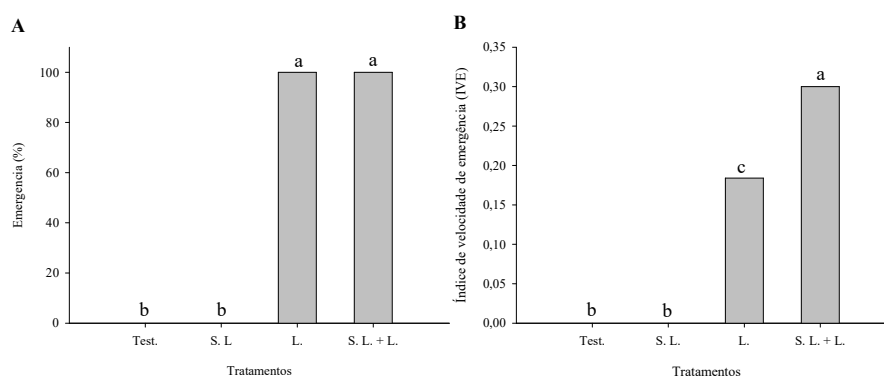 A
Emergencia (%)
100
80
60
40
20
0
a
a
b
b
Test.
S. L
L.
S. L. + L.
Tratamentos
B
Índice de velocidade de emergência (IVE)
0,35
0,30
0,25
0,20
0,15
0,10
0,05
0,00
a
c
b
b
Test.
S. L.
L.
S. L. + L.
Tratamentos